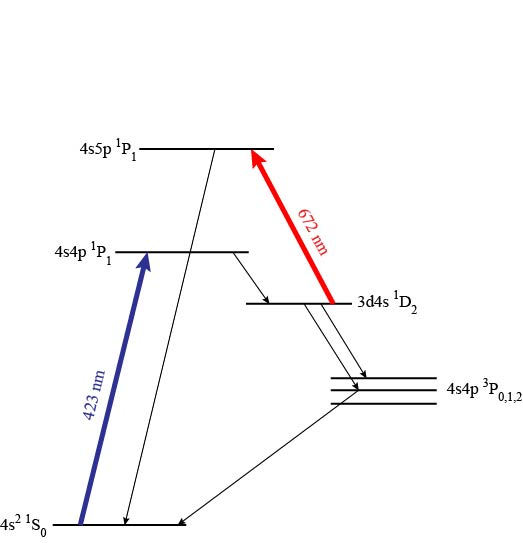 4s5p ¹P₁
672 nm
4s4p ¹P₁
3d4s ¹D₂
4s4p ³P₀,₁,₂
423 nm
4s² ¹S₀